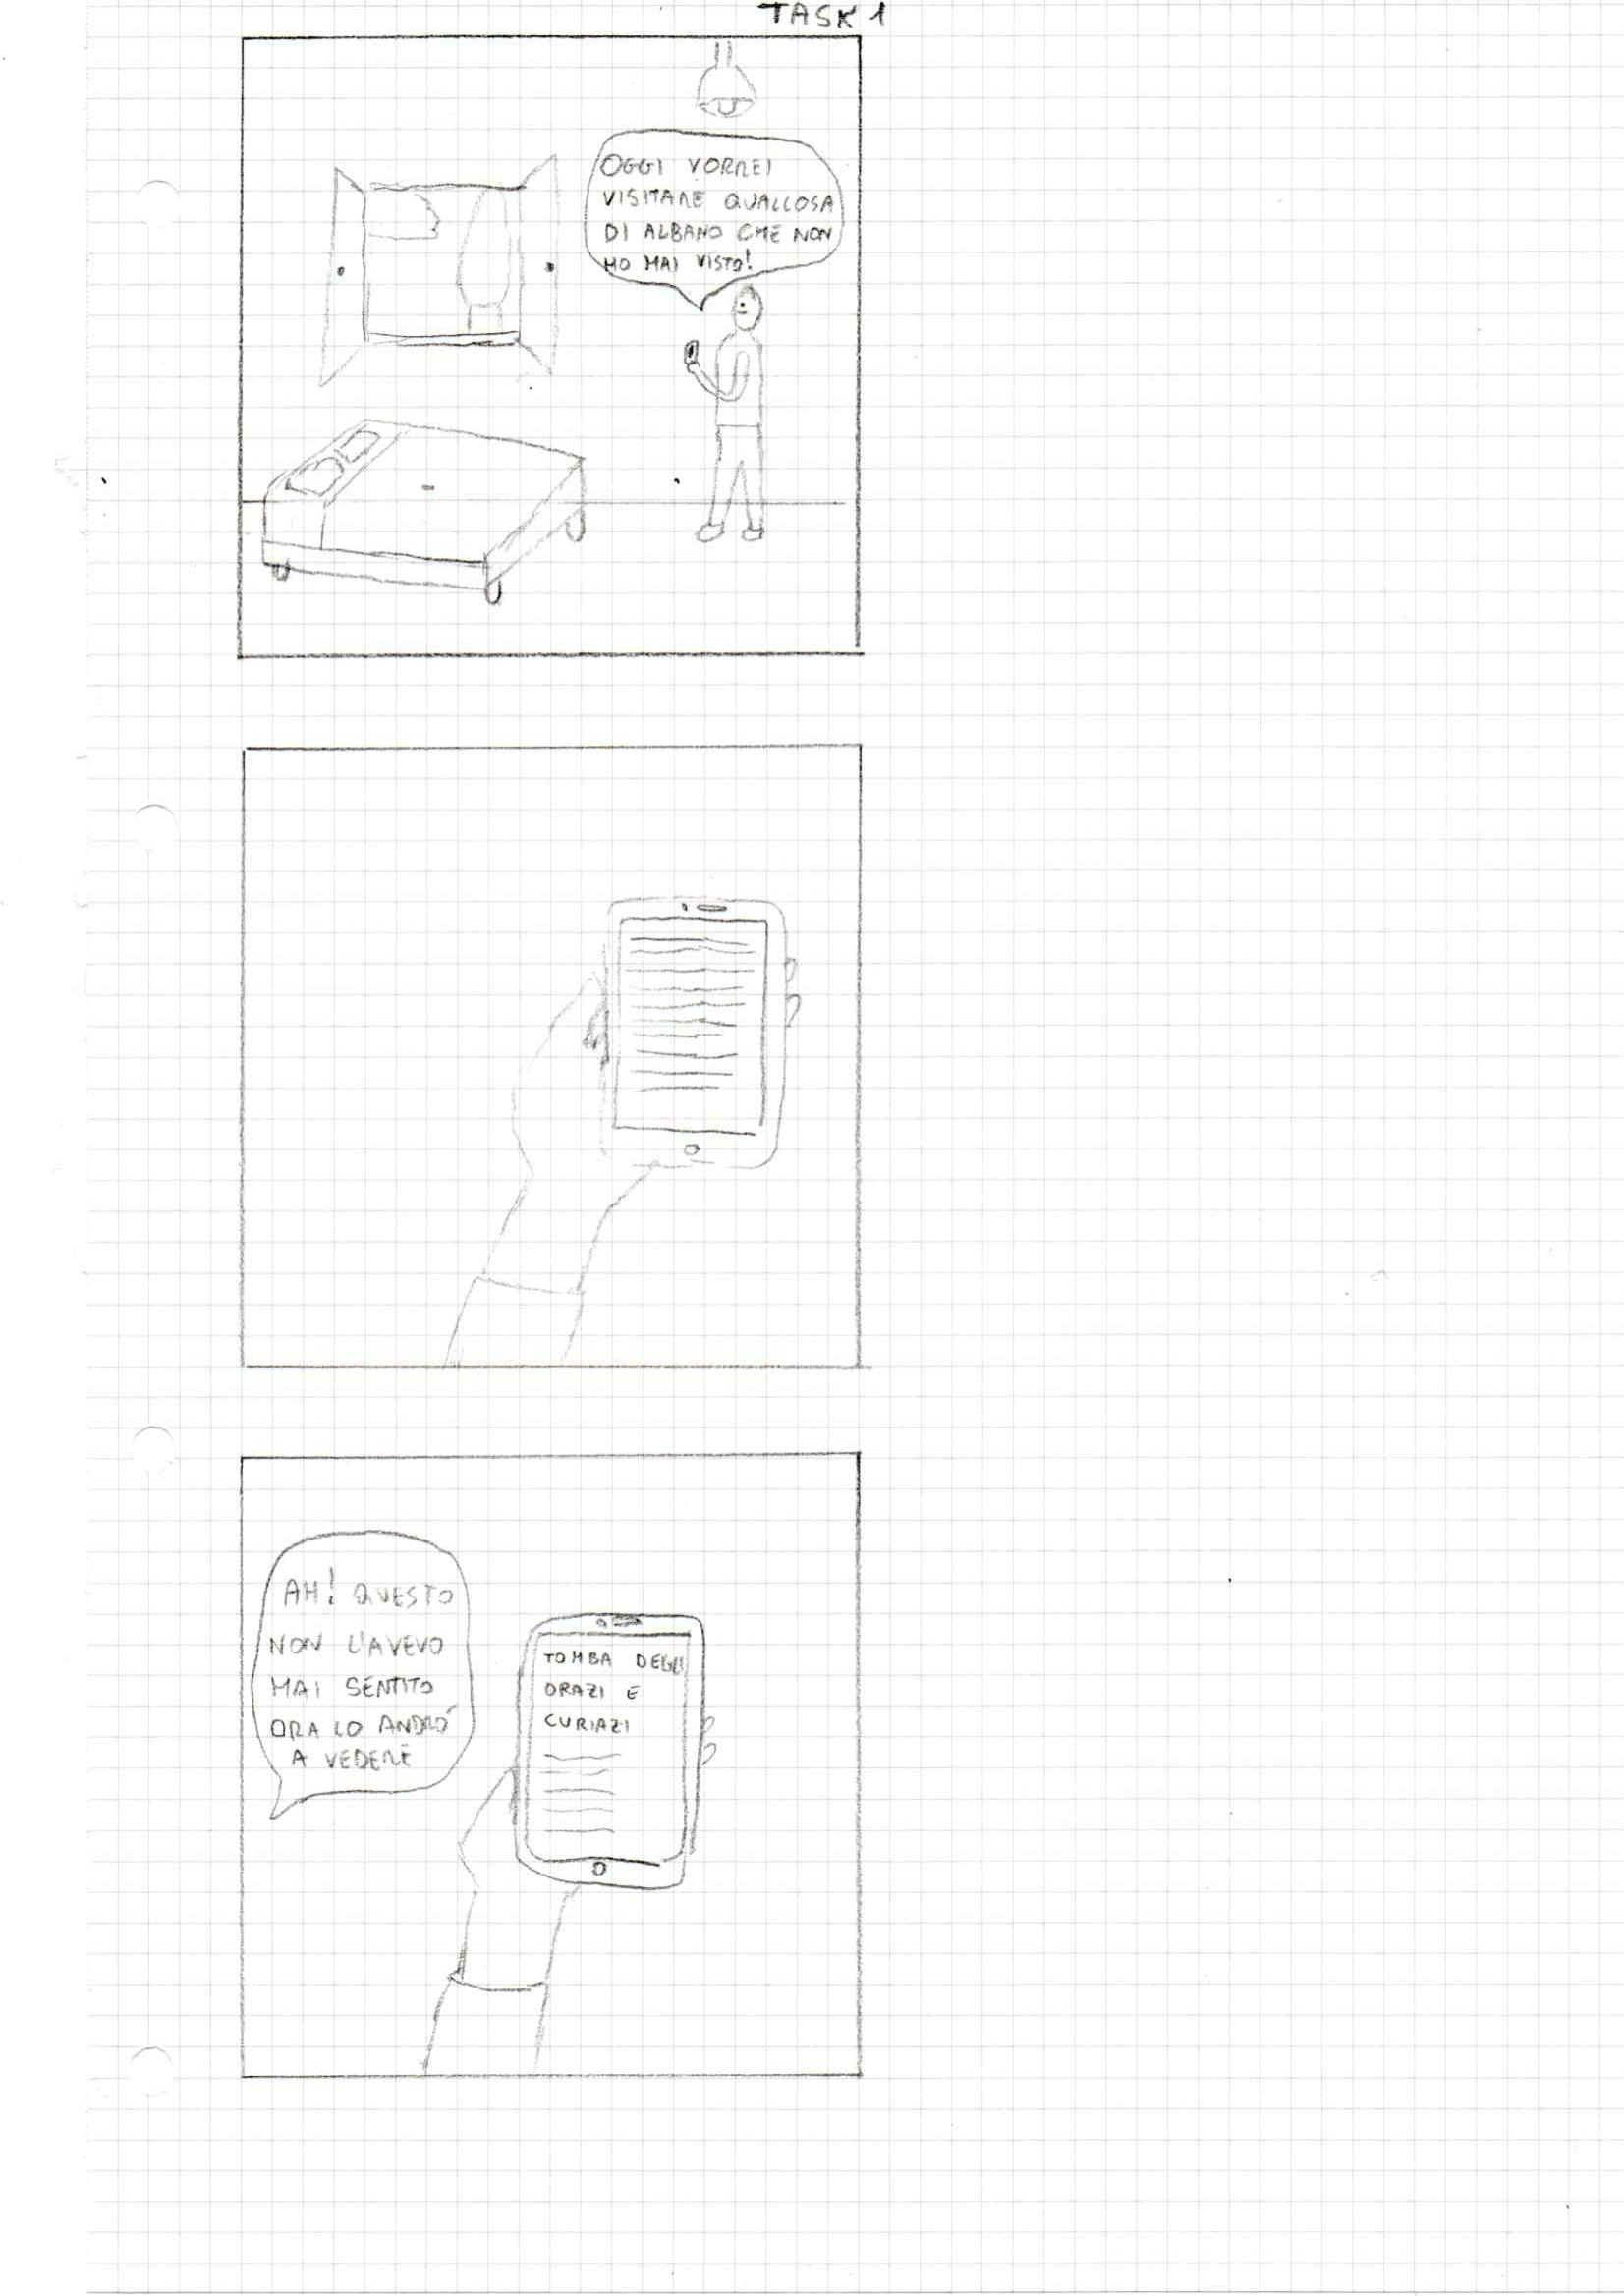 TASK 1
OGGI VORREI
VISITARE QUALCOSA
DI ALBANO CHE NON
HO MAI VISTO!
AH! QUESTO
NON L'AVEVO
MAI SENTITO
ORA LO ANDRÓ
A VEDERE
TOMBA DEGLI
ORAZI E
CURIAZI